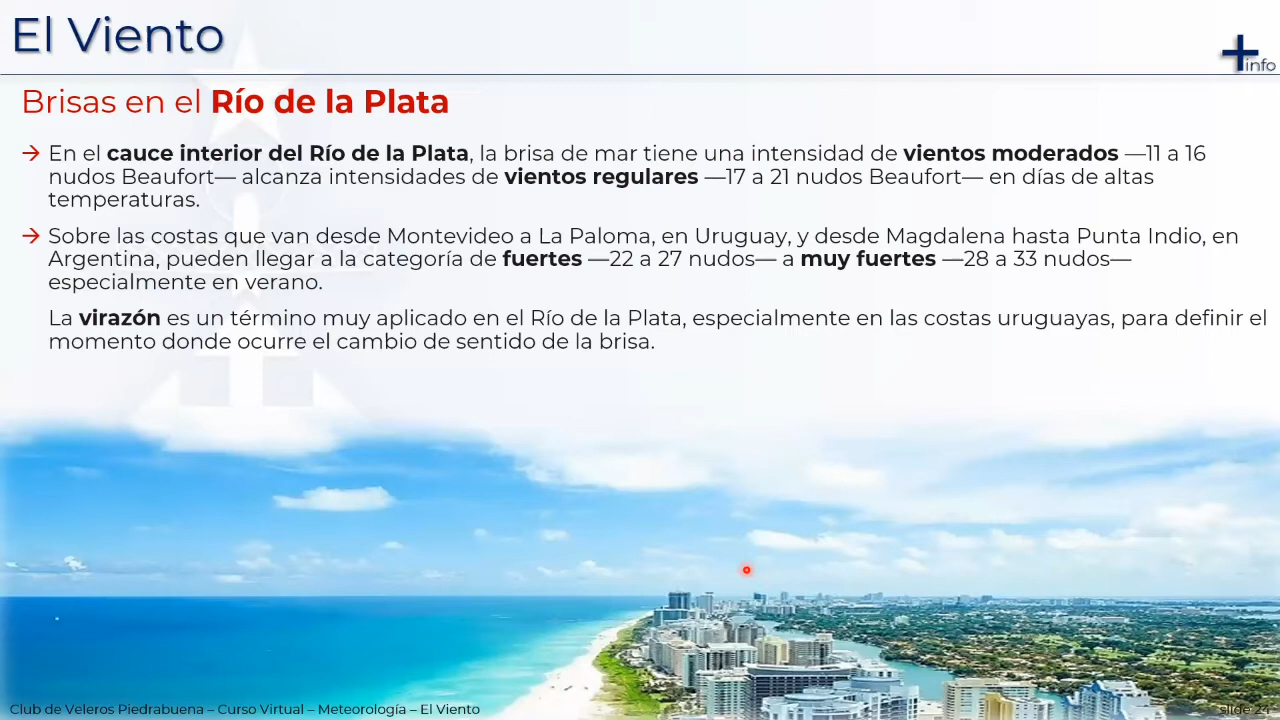 El Viento
+info
Brisas en el Río de la Plata
→ En el cauce interior del Río de la Plata, la brisa de mar tiene una intensidad de vientos moderados —11 a 16
nudos Beaufort— alcanza intensidades de vientos regulares —17 a 21 nudos Beaufort— en días de altas
temperaturas.
→ Sobre las costas que van desde Montevideo a La Paloma, en Uruguay, y desde Magdalena hasta Punta Indio, en
Argentina, pueden llegar a la categoría de fuertes —22 a 27 nudos— a muy fuertes —28 a 33 nudos—
especialmente en verano.
La virazón es un término muy aplicado en el Río de la Plata, especialmente en las costas uruguayas, para definir el
momento donde ocurre el cambio de sentido de la brisa.
Club de Veleros Piedrabuena – Curso Virtual – Meteorología – El Viento
slide